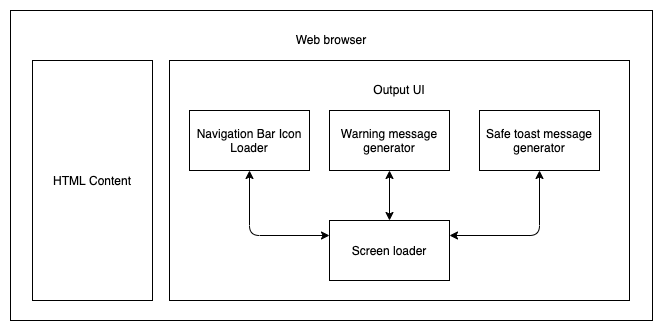 Web browser
HTML Content
Output UI
Navigation Bar Icon
Loader
Warning message
generator
Safe toast message
generator
Screen loader